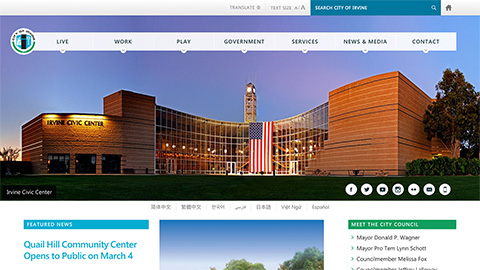 TRANSLATE
TEXT SIZE A / A
SEARCH CITY OF IRVINE
LIVE
WORK
PLAY
GOVERNMENT
SERVICES
NEWS & MEDIA
CONTACT
IRVINE CIVIC CENTER
Irvine Civic Center
简体中文 | 繁體中文 | 한국어 | فارسی | 日本語 | Việt Ngữ | Español
FEATURED NEWS
Quail Hill Community Center
Opens to Public on March 4
MEET THE CITY COUNCIL
Mayor Donald P. Wagner
Mayor Pro Tem Lynn Schott
Councilmember Melissa Fox
Councilmember Jeffrey Lalloway